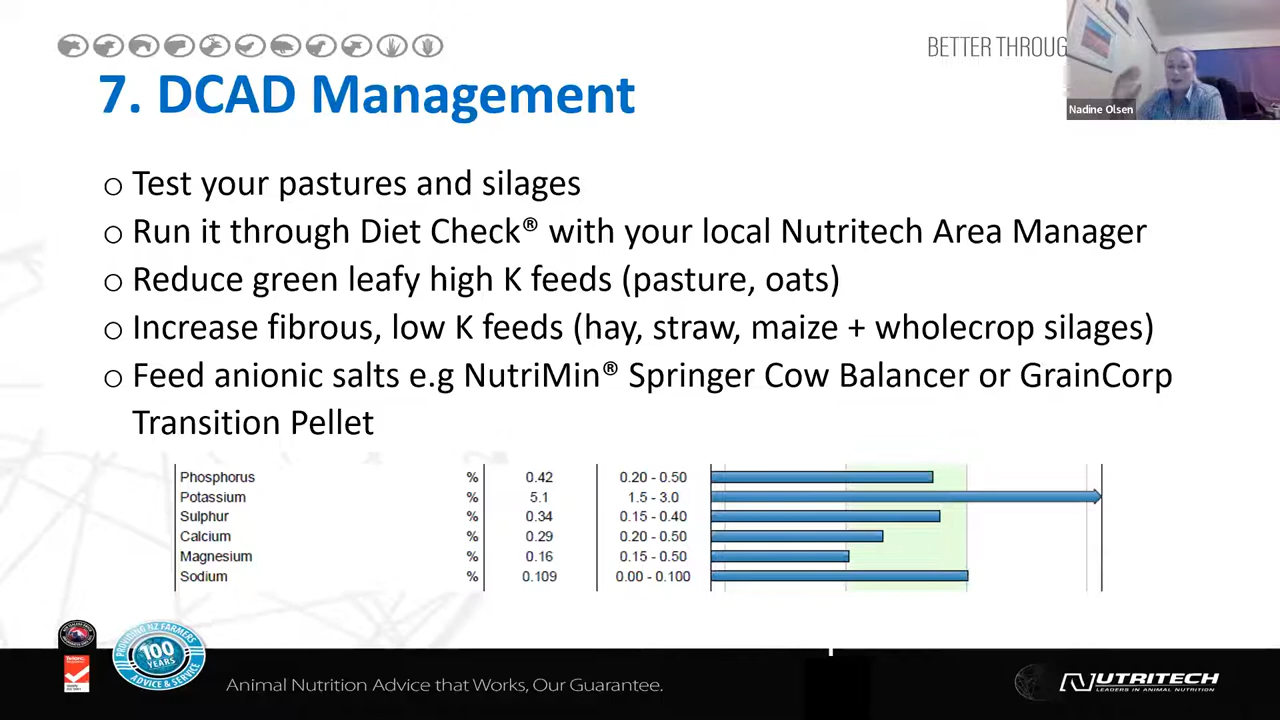 BETTER THROUG
Nadine Olsen
7. DCAD Management
o Test your pastures and silages
o Run it through Diet Check® with your local Nutritech Area Manager
o Reduce green leafy high K feeds (pasture, oats)
o Increase fibrous, low K feeds (hay, straw, maize + wholecrop silages)
o Feed anionic salts e.g NutriMin® Springer Cow Balancer or GrainCorp
Transition Pellet
Phosphorus % 0.42 0.20 - 0.50
Potassium % 5.1 1.5 - 3.0
Sulphur % 0.34 0.15 - 0.40
Calcium % 0.29 0.20 - 0.50
Magnesium % 0.16 0.15 - 0.50
Sodium % 0.109 0.00 - 0.100
PROVIDING NZ FARMERS
100
YEARS
ADVICE & SERVICE
Animal Nutrition Advice that Works, Our Guarantee.
NUTRITECH
LEADERS IN ANIMAL NUTRITION